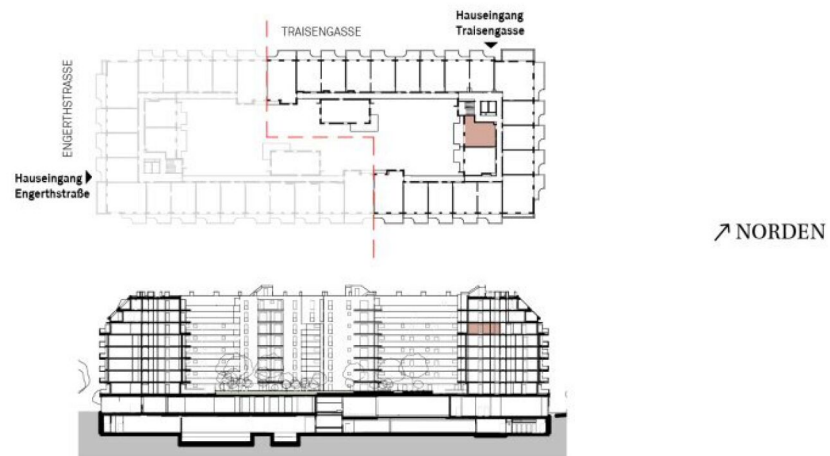 Hauseingang
Traisengasse
TRAISENGASSE
ENGERTHSTRASSE
Hauseingang
Engerthstraße
NORDEN